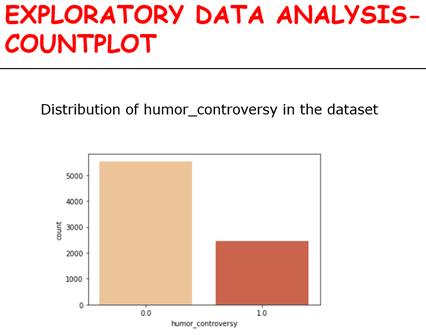 EXPLORATORY DATA ANALYSIS-
COUNTPLOT
Distribution of humor_controversy in the dataset
5000
4000
3000
2000
1000
0
count
0.0 1.0
humor_controversy